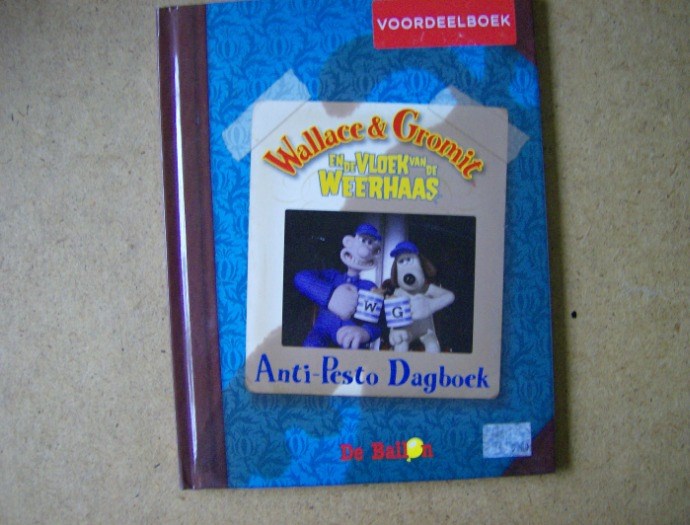 VOORDEELBOEK
Wallace & Gromit
EN DE VLOEK VAN DE
WEERHAAS
W G
Anti-Pesto Dagboek
De Ballon